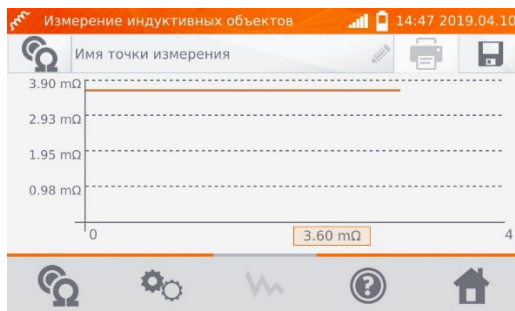 Измерение индуктивных объектов 14:47 2019.04.10
Имя точки измерения
3.90 mΩ
2.93 mΩ
1.95 mΩ
0.98 mΩ
0 3.60 mΩ 4